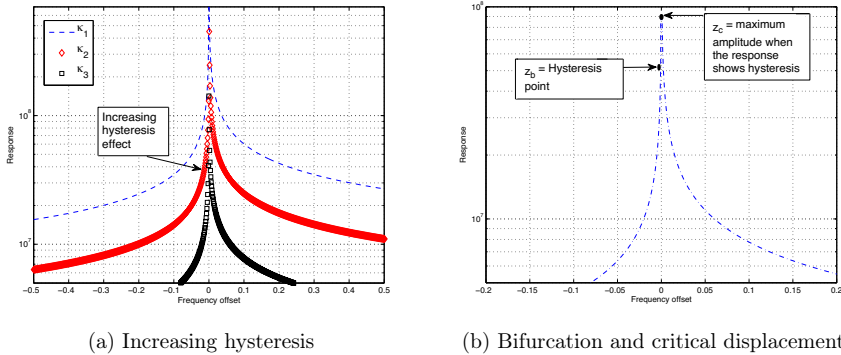 κ1
κ2
κ3
Increasing
hysteresis
effect
Response
10^8
10^7
−0.5 −0.4 −0.3 −0.2 −0.1 0 0.1 0.2 0.3 0.4 0.5
Frequency offset
(a) Increasing hysteresis
10^8
z_c = maximum
amplitude when
the response
shows hysteresis
z_b = Hysteresis
point
Response
10^7
−0.2 −0.15 −0.1 −0.05 0 0.05 0.1 0.15 0.2
Frequency offset
(b) Bifurcation and critical displacement